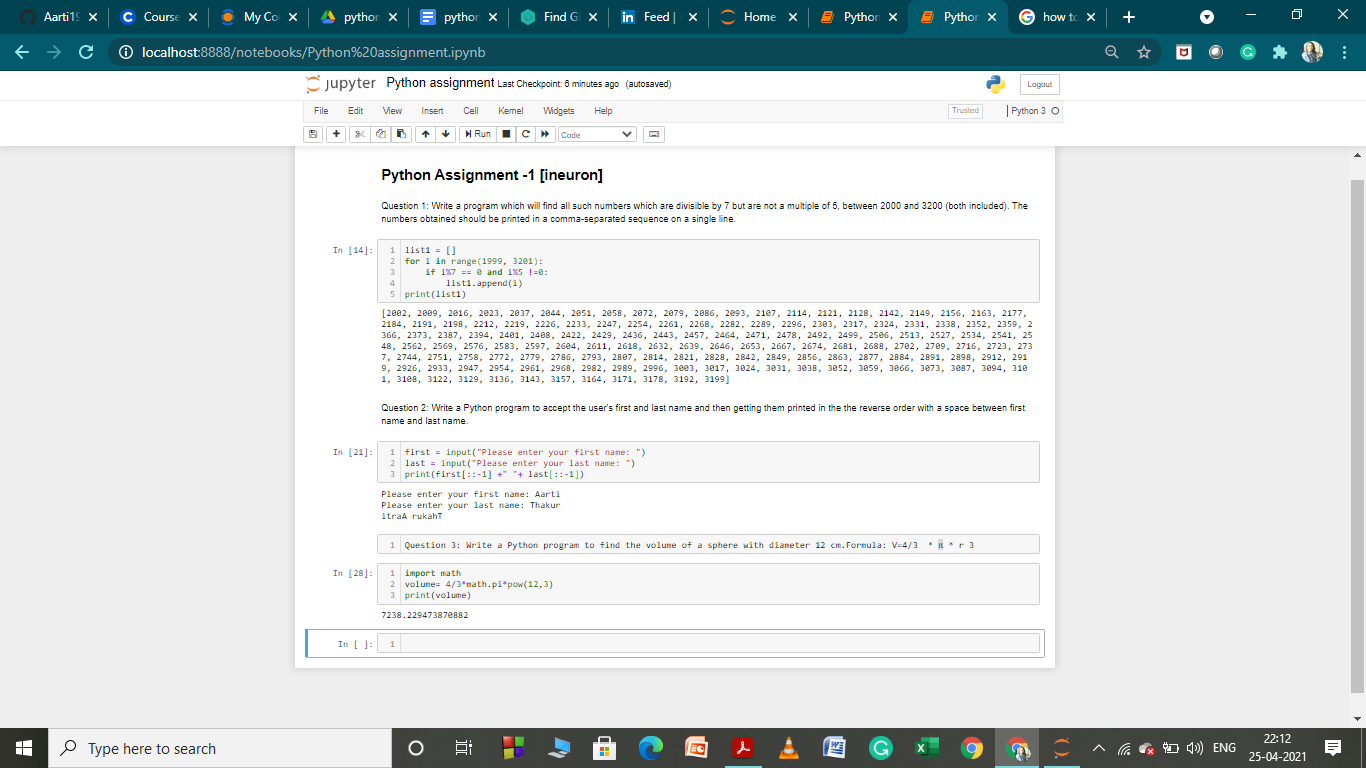 Aarti19
Course
My Co
python
python
Find Gi
Feed |
Home
Python
Python
how to
localhost:8888/notebooks/Python%20assignment.ipynb
jupyter Python assignment Last Checkpoint: 6 minutes ago (autosaved)
Logout
File Edit View Insert Cell Kernel Widgets Help
Trusted
Python 3
Run
Code
Python Assignment -1 [ineuron]
Question 1: Write a program which will find all such numbers which are divisible by 7 but are not a multiple of 5, between 2000 and 3200 (both included). The
numbers obtained should be printed in a comma-separated sequence on a single line.
In [14]:
1 list1 = []
2 for i in range(1999, 3201):
3     if i%7 == 0 and i%5 !=0:
4         list1.append(i)
5 print(list1)
[2002, 2009, 2016, 2023, 2037, 2044, 2051, 2058, 2072, 2079, 2086, 2093, 2107, 2114, 2121, 2128, 2142, 2149, 2156, 2163, 2177,
2184, 2191, 2198, 2212, 2219, 2226, 2233, 2247, 2254, 2261, 2268, 2282, 2289, 2296, 2303, 2317, 2324, 2331, 2338, 2352, 2359, 2
366, 2373, 2387, 2394, 2401, 2408, 2422, 2429, 2436, 2443, 2457, 2464, 2471, 2478, 2492, 2499, 2506, 2513, 2527, 2534, 2541, 25
48, 2562, 2569, 2576, 2583, 2597, 2604, 2611, 2618, 2632, 2639, 2646, 2653, 2667, 2674, 2681, 2688, 2702, 2709, 2716, 2723, 273
7, 2744, 2751, 2758, 2772, 2779, 2786, 2793, 2807, 2814, 2821, 2828, 2842, 2849, 2856, 2863, 2877, 2884, 2891, 2898, 2912, 291
9, 2926, 2933, 2947, 2954, 2961, 2968, 2982, 2989, 2996, 3003, 3017, 3024, 3031, 3038, 3052, 3059, 3066, 3073, 3087, 3094, 310
1, 3108, 3122, 3129, 3136, 3143, 3157, 3164, 3171, 3178, 3192, 3199]
Question 2: Write a Python program to accept the user's first and last name and then getting them printed in the the reverse order with a space between first
name and last name.
In [21]:
1 first = input("Please enter your first name: ")
2 last = input("Please enter your last name: ")
3 print(first[::-1] +" "+ last[::-1])
Please enter your first name: Aarti
Please enter your last name: Thakur
itraA rukahT
1 Question 3: Write a Python program to find the volume of a sphere with diameter 12 cm.Formula: V=4/3  * π * r 3
In [28]:
1 import math
2 volume= 4/3*math.pi*pow(12,3)
3 print(volume)
7238.229473870882
In [ ]:
1
Type here to search
ENG
22:12
25-04-2021